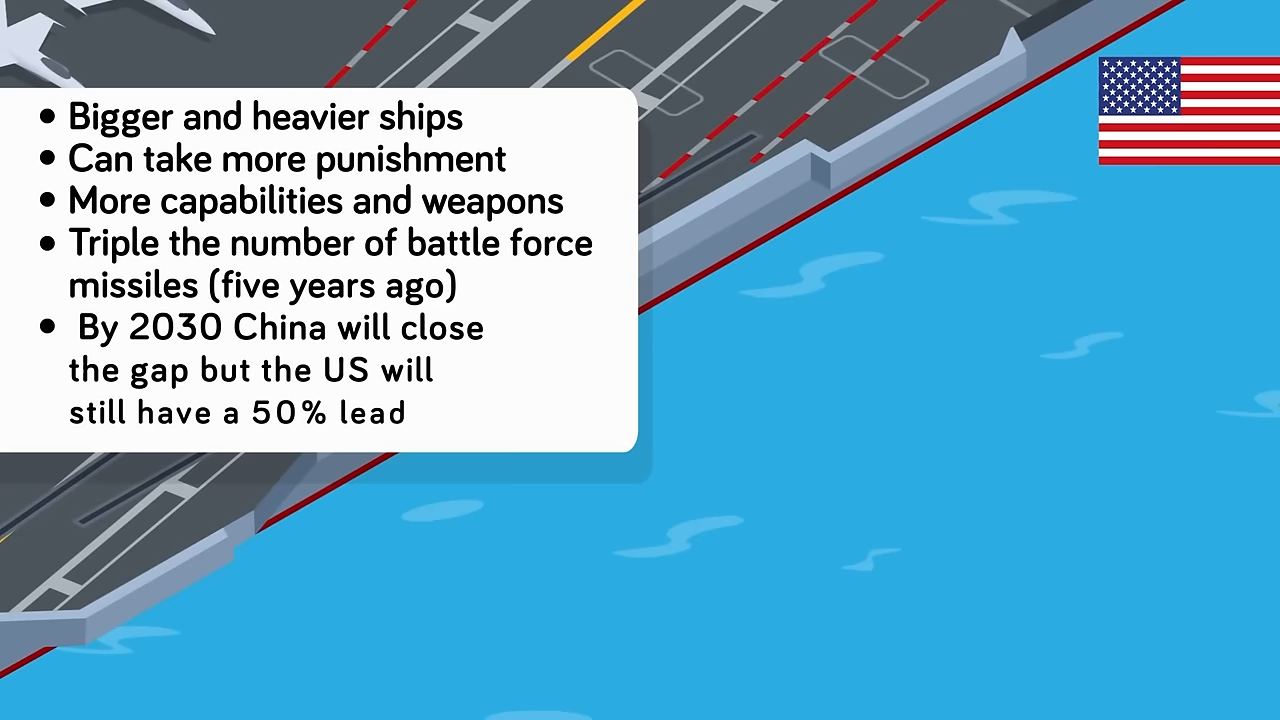 • Bigger and heavier ships
• Can take more punishment
• More capabilities and weapons
• Triple the number of battle force
missiles (five years ago)
• By 2030 China will close
the gap but the US will
still have a 50% lead